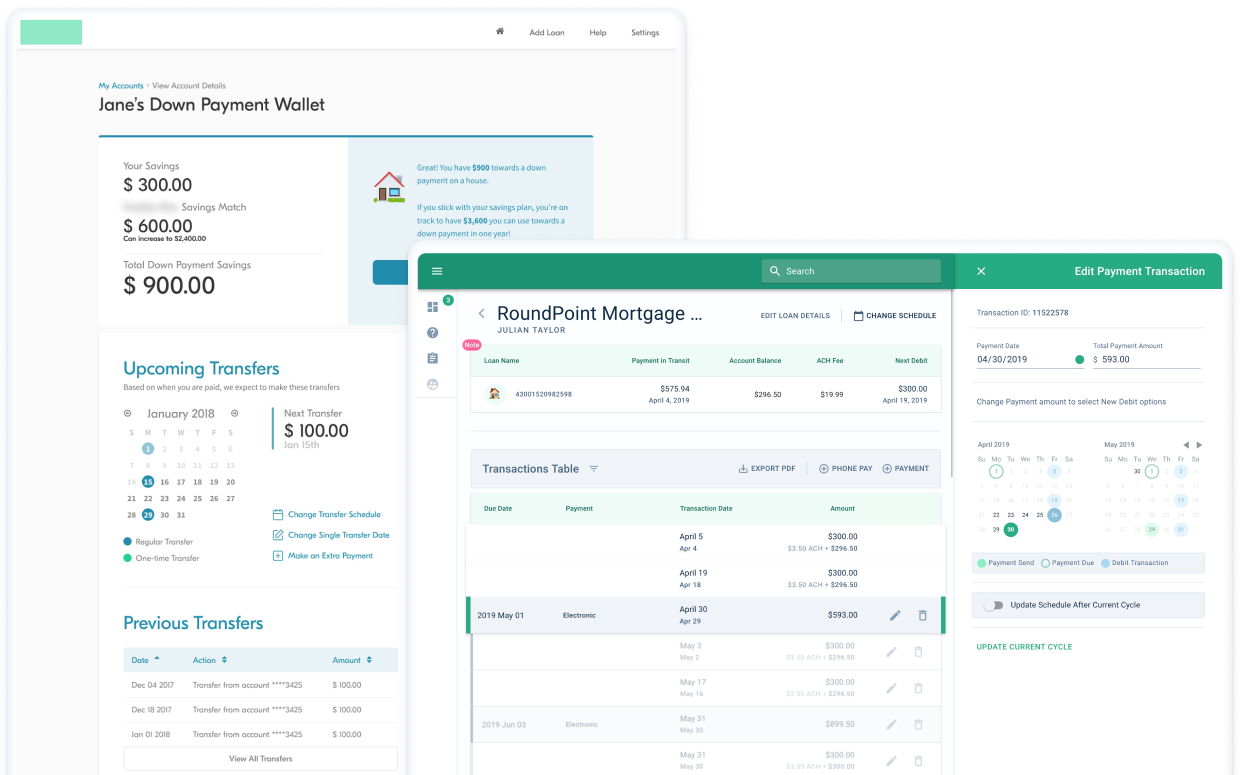 Add Loan Help Settings
My Accounts › View Account Details
Jane's Down Payment Wallet
Your Savings
$ 300.00
Savings Match
$ 600.00
Can increase to $2,400.00
Total Down Payment Savings
$ 900.00
Great! You have $900 towards a down
payment on a house.
If you stick with your savings plan, you're on
track to have $3,600 you can use towards a
down payment in one year!
Upcoming Transfers
Based on when you are paid, we expect to make these transfers
January 2018
S M T W T F S
1 2 3 4 5 6
7 8 9 10 11 12 13
14 15 16 17 18 19 20
21 22 23 24 25 26 27
28 29 30 31
Regular Transfer
One-time Transfer
Next Transfer
$ 100.00
Jan 15th
Change Transfer Schedule
Change Single Transfer Date
Make an Extra Payment
Previous Transfers
Date Action Amount
Dec 04 2017 Transfer from account ****3425 $ 100.00
Dec 18 2017 Transfer from account ****3425 $ 100.00
Jan 01 2018 Transfer from account ****3425 $ 100.00
View All Transfers
Search
3
RoundPoint Mortgage ...
JULIAN TAYLOR
EDIT LOAN DETAILS CHANGE SCHEDULE
Note
Loan Name Payment in Transit Account Balance ACH Fee Next Debit
43001520982598 $575.94 $296.50 $19.99 $300.00
April 4, 2019 April 19, 2019
Transactions Table EXPORT PDF PHONE PAY PAYMENT
Due Date Payment Transaction Date Amount
April 5 $300.00
Apr 4 $3.50 ACH + $296.50
April 19 $300.00
Apr 18 $3.50 ACH + $296.50
2019 May 01 Electronic April 30 $593.00
Apr 29
May 3 $300.00
May 2 $3.50 ACH + $296.50
May 17 $300.00
May 16 $3.50 ACH + $296.50
2019 Jun 03 Electronic May 31 $899.50
May 30
May 31 $300.00
May 30 $3.50 ACH + $300.00
Edit Payment Transaction
Transaction ID: 11522578
Payment Date Total Payment Amount
04/30/2019 $ 593.00
Change Payment amount to select New Debit options
April 2019
Su Mo Tu We Th Fr Sa
1 2 3 4 5 6
7 8 9 10 11 12 13
14 15 16 17 18 19 20
21 22 23 24 25 26 27
28 29 30
May 2019
Su Mo Tu We Th Fr Sa
30 1 2 3 4
5 6 7 8 9 10 11
12 13 14 15 16 17 18
19 20 21 22 23 24 25
26 27 28 29 30 31
Payment Send Payment Due Debit Transaction
Update Schedule After Current Cycle
UPDATE CURRENT CYCLE